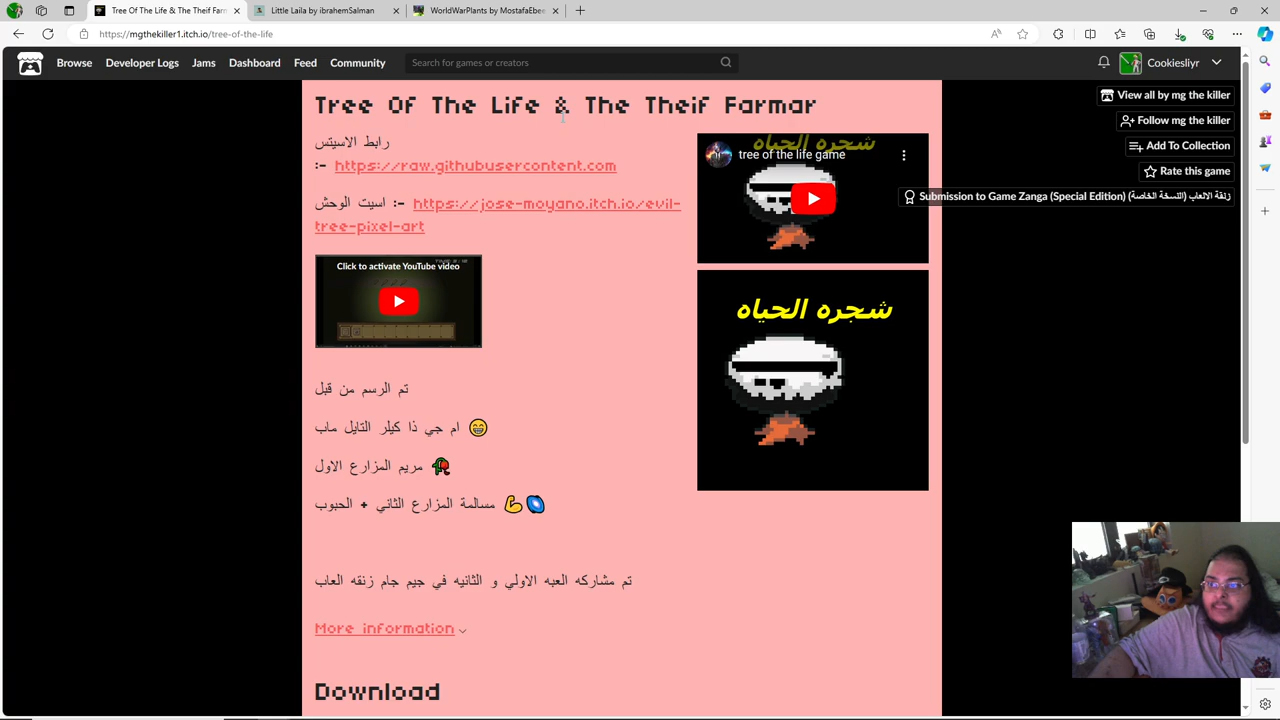 Tree Of The Life & The Theif Farm
Little Laila by ibrahemSalman
WorldWarPlants by MostafaEbee
https://mgthekiller1.itch.io/tree-of-the-life
Browse
Developer Logs
Jams
Dashboard
Feed
Community
Search for games or creators
Cookiesliyr
View all by mg the killer
Follow mg the killer
Add To Collection
Rate this game
Submission to Game Zanga (Special Edition) زنقة الالعاب (النسخة الخاصة)
Tree Of The Life & The Theif Farmar
رابط الاسيتس
:- https://raw.githubusercontent.com
اسيت الوحش :- https://jose-moyano.itch.io/evil-
tree-pixel-art
Click to activate YouTube video
شجره الحياه
tree of the life game
شجره الحياه
تم الرسم من قبل
ام جي ذا كيلر التايل ماب 😁
مريم المزارع الاول 🥀
مسالمة المزارع الثاني + الحبوب 💪
تم مشاركه العبه الاولي و الثانيه في جيم جام زنقه العاب
More information
Download